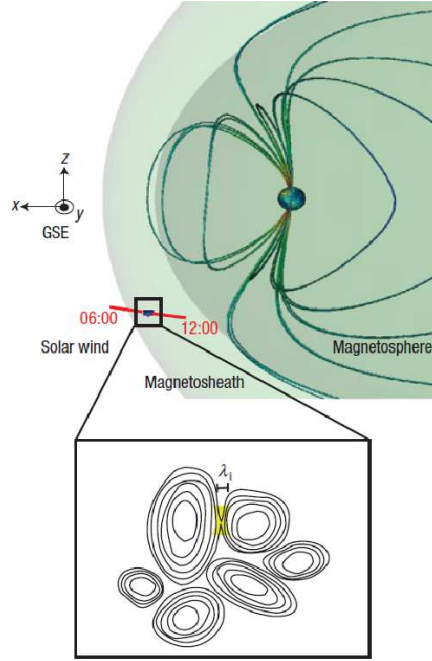 z
x
y
GSE
06:00
12:00
Solar wind
Magnetosphere
Magnetosheath
λi